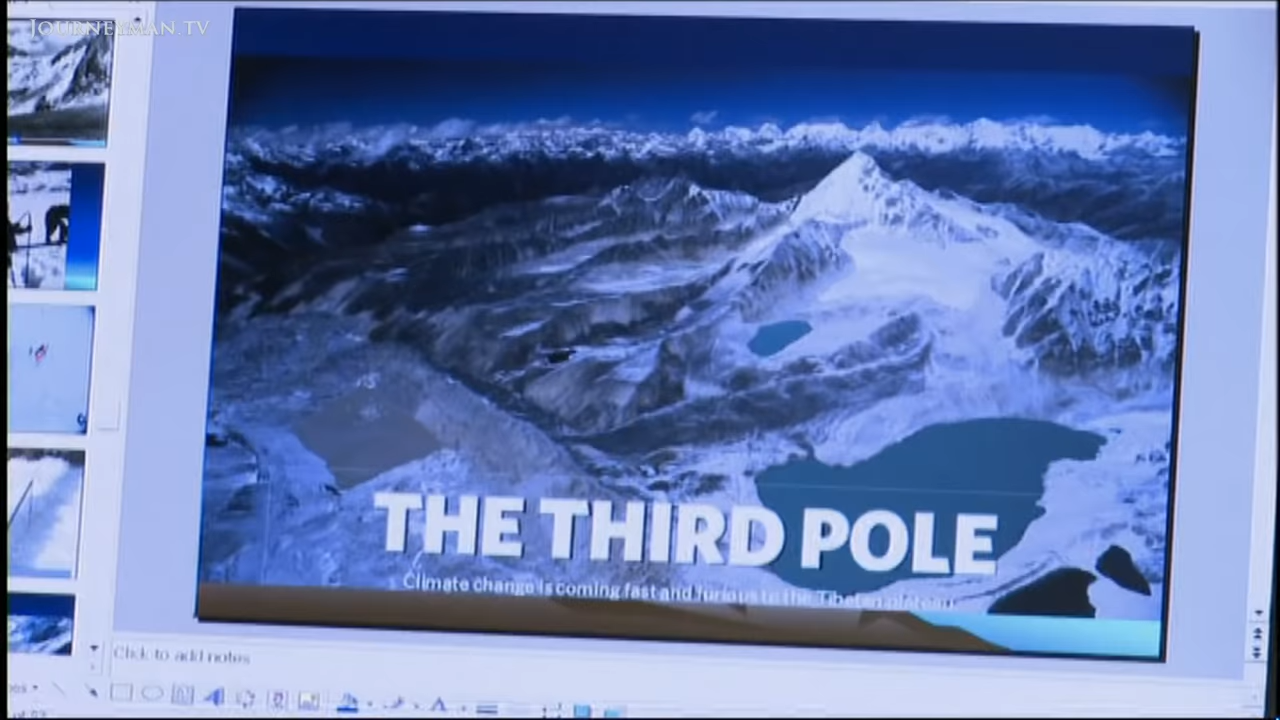 JOURNEYMAN.TV
THE THIRD POLE
Climate change is coming fast and furious to the Tibetan plateau
Click to add notes